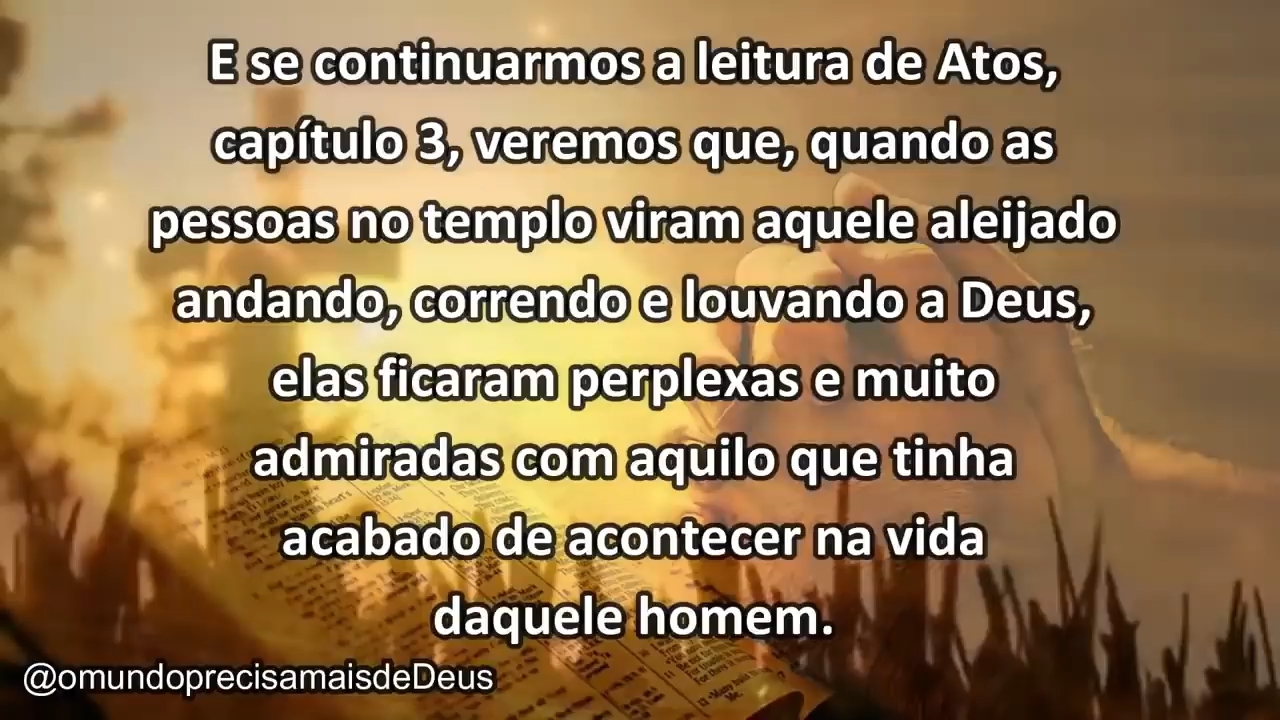 E se continuarmos a leitura de Atos,
capítulo 3, veremos que, quando as
pessoas no templo viram aquele aleijado
andando, correndo e louvando a Deus,
elas ficaram perplexas e muito
admiradas com aquilo que tinha
acabado de acontecer na vida
daquele homem.
@omundoprecisamaisdeDeus